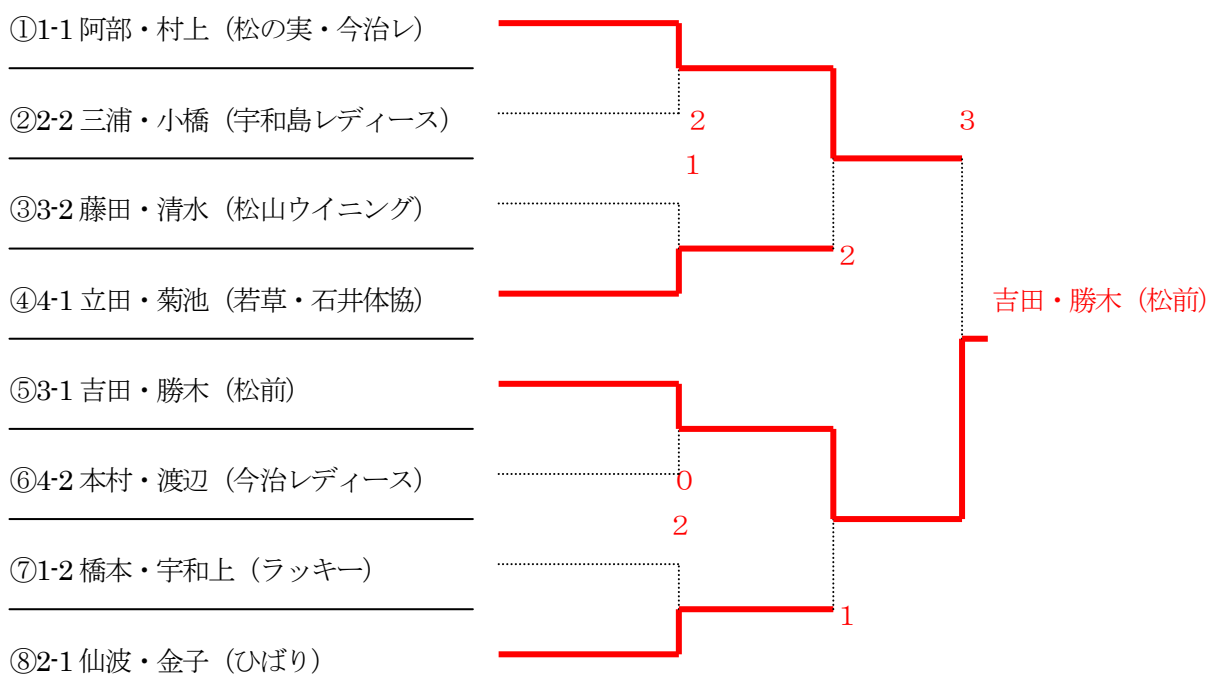 ①1-1 阿部・村上（松の実・今治レ）
②2-2 三浦・小橋（宇和島レディース）
2
3
1
③3-2 藤田・清水（松山ウイニング）
2
④4-1 立田・菊池（若草・石井体協）
吉田・勝木（松前）
⑤3-1 吉田・勝木（松前）
⑥4-2 本村・渡辺（今治レディース）
0
2
⑦1-2 橋本・宇和上（ラッキー）
1
⑧2-1 仙波・金子（ひばり）